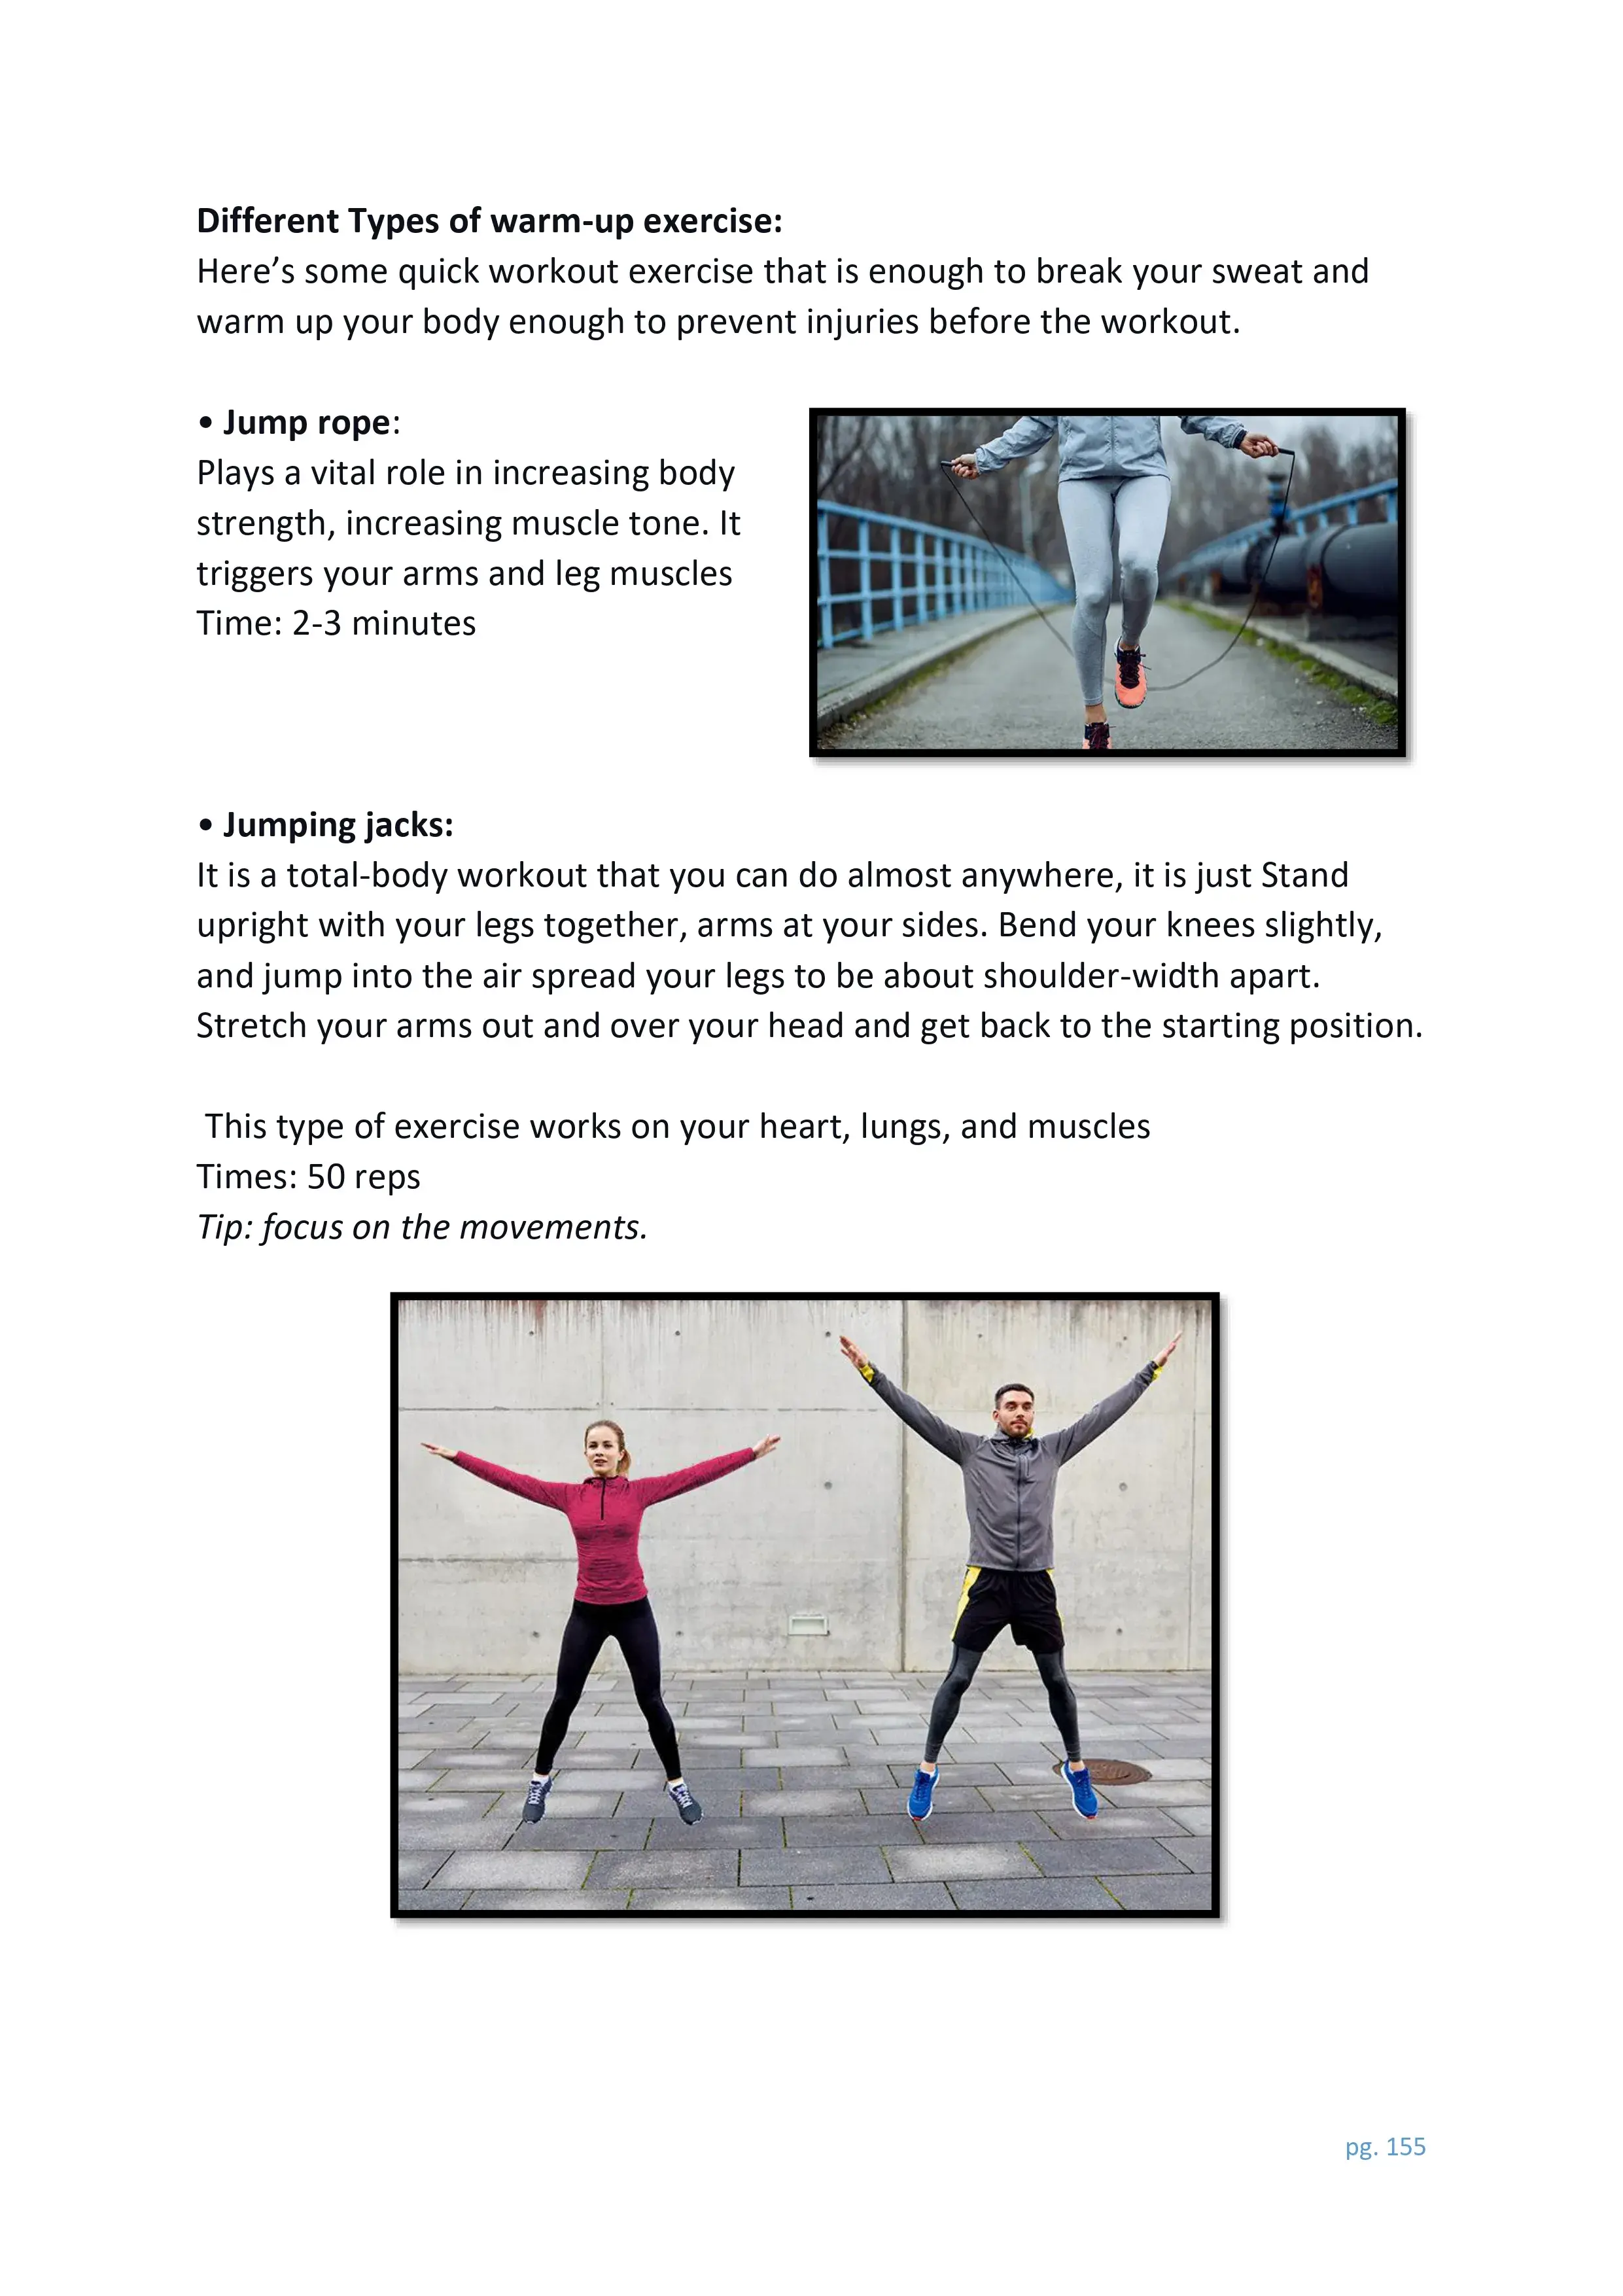 Different Types of warm-up exercise:
Here’s some quick workout exercise that is enough to break your sweat and
warm up your body enough to prevent injuries before the workout.
• Jump rope:
Plays a vital role in increasing body
strength, increasing muscle tone. It
triggers your arms and leg muscles
Time: 2-3 minutes
• Jumping jacks:
It is a total-body workout that you can do almost anywhere, it is just Stand
upright with your legs together, arms at your sides. Bend your knees slightly,
and jump into the air spread your legs to be about shoulder-width apart.
Stretch your arms out and over your head and get back to the starting position.
This type of exercise works on your heart, lungs, and muscles
Times: 50 reps
Tip: focus on the movements.
pg. 155